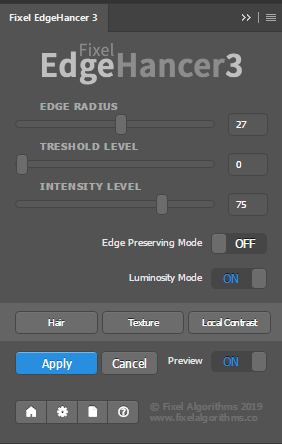 Fixel EdgeHancer 3
Fixel
EdgeHancer3
EDGE RADIUS
27
TRESHOLD LEVEL
0
INTENSITY LEVEL
75
Edge Preserving Mode OFF
Luminosity Mode ON
Hair Texture Local Contrast
Apply Cancel Preview ON
© Fixel Algorithms 2019
www.fixelalgorithms.co